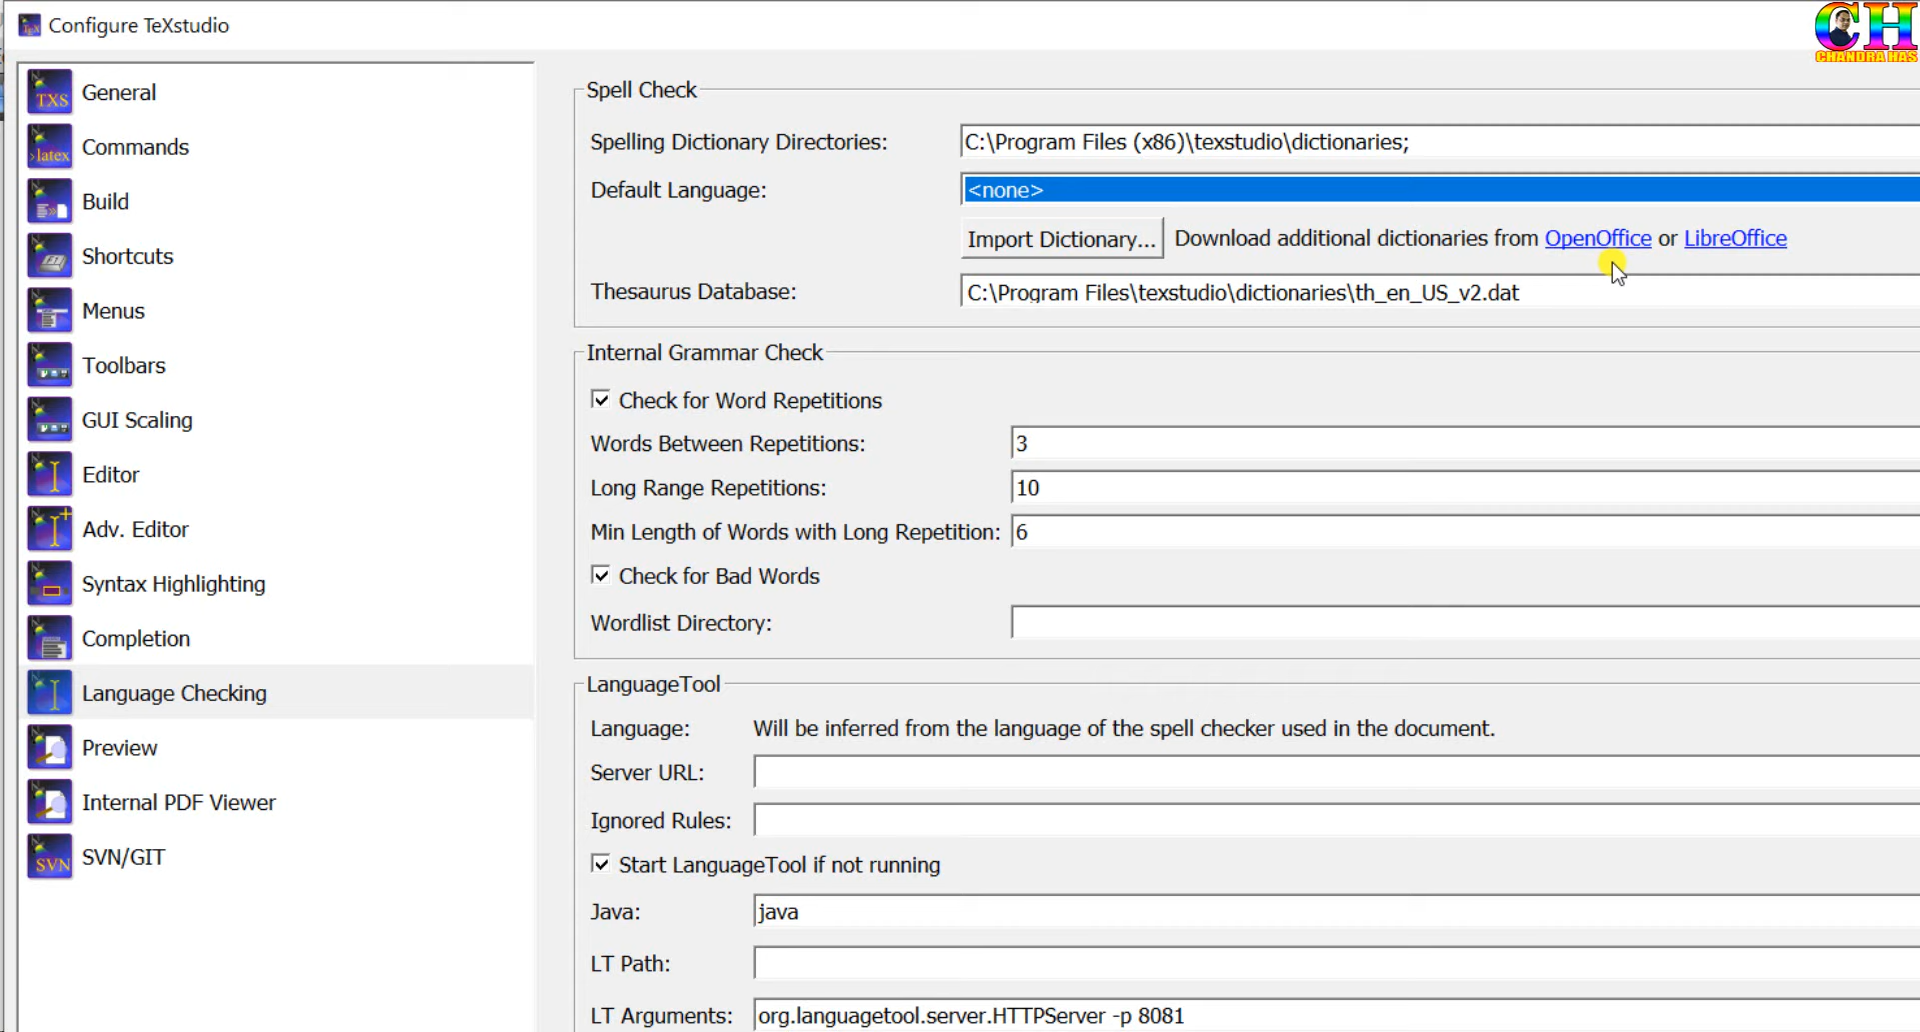 Configure TeXstudio
CH
CHANDRA HAS
TXS
General
>latex
Commands
Build
Shortcuts
Menus
Toolbars
GUI Scaling
Editor
Adv. Editor
Syntax Highlighting
Completion
Language Checking
Preview
Internal PDF Viewer
SVN
SVN/GIT
Spell Check
Spelling Dictionary Directories: C:\Program Files (x86)\texstudio\dictionaries;
Default Language: <none>
Import Dictionary... Download additional dictionaries from OpenOffice or LibreOffice
Thesaurus Database: C:\Program Files\texstudio\dictionaries\th_en_US_v2.dat
Internal Grammar Check
Check for Word Repetitions
Words Between Repetitions: 3
Long Range Repetitions: 10
Min Length of Words with Long Repetition: 6
Check for Bad Words
Wordlist Directory:
LanguageTool
Language: Will be inferred from the language of the spell checker used in the document.
Server URL:
Ignored Rules:
Start LanguageTool if not running
Java: java
LT Path:
LT Arguments: org.languagetool.server.HTTPServer -p 8081